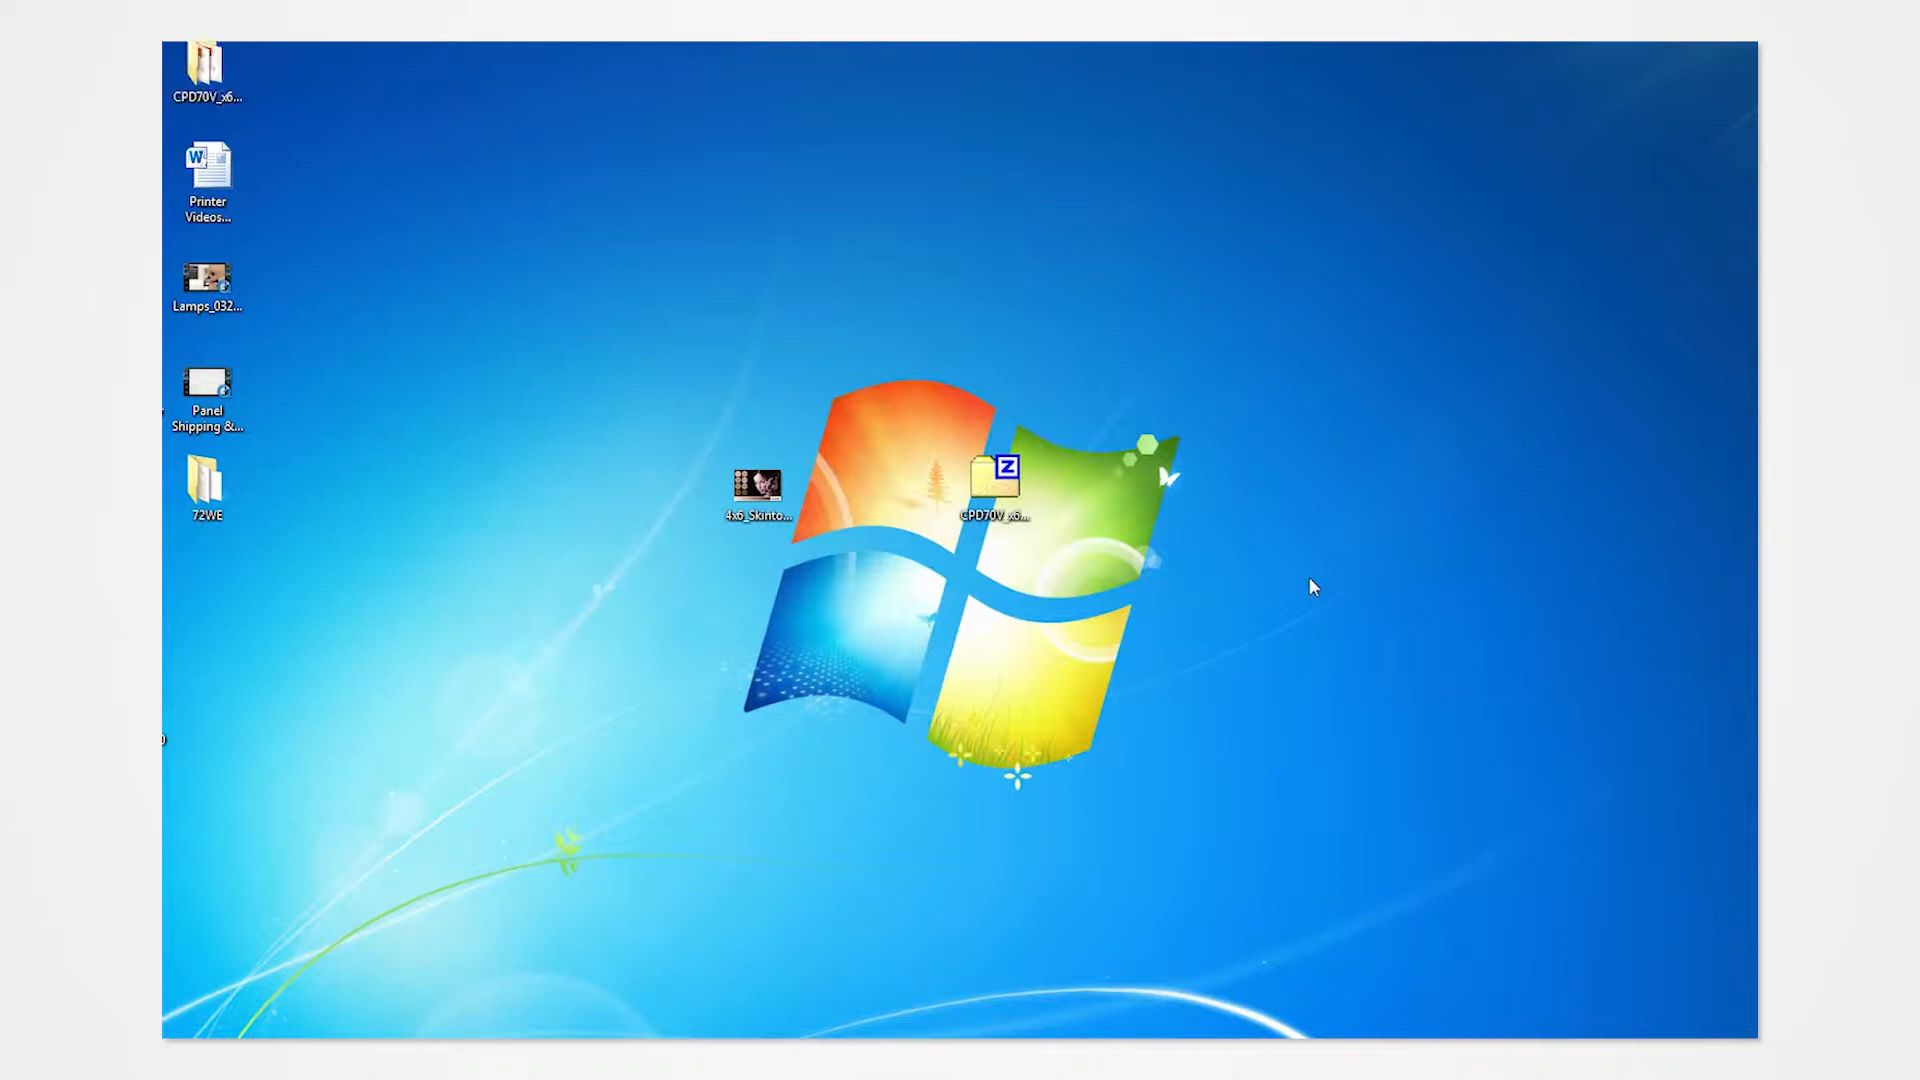 CPD70V_x6...
Printer
Videos...
Lamps_032...
Panel
Shipping &...
72WE
4x6_Skinto...
CPD70V_x6...
Z
W